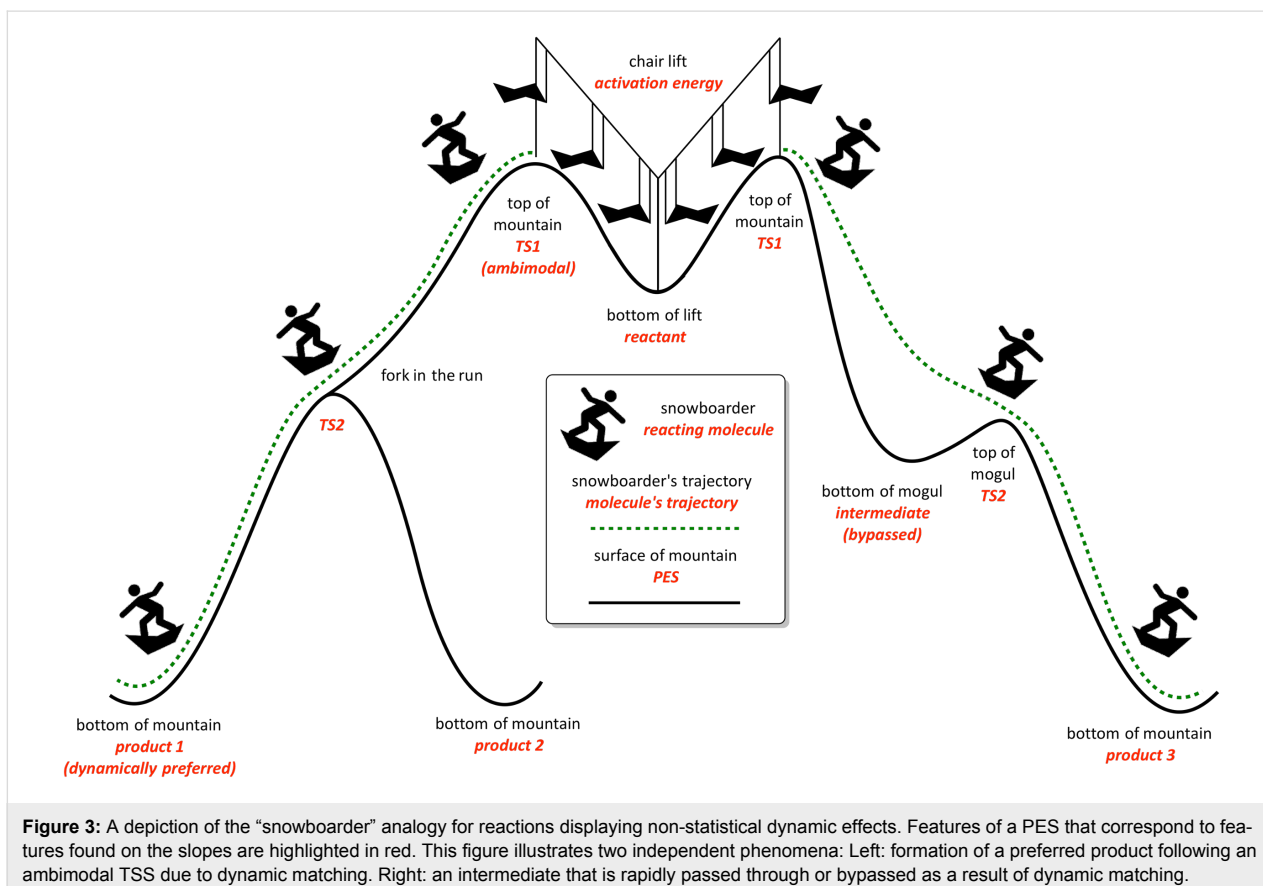 chair lift
activation energy
top of
mountain
TS1
(ambimodal)
top of
mountain
TS1
bottom of lift
reactant
fork in the run
TS2
snowboarder
reacting molecule
snowboarder's trajectory
molecule's trajectory
surface of mountain
PES
bottom of mogul
intermediate
(bypassed)
top of
mogul
TS2
bottom of mountain
product 1
(dynamically preferred)
bottom of mountain
product 2
bottom of mountain
product 3
Figure 3: A depiction of the “snowboarder” analogy for reactions displaying non-statistical dynamic effects. Features of a PES that correspond to fea-
tures found on the slopes are highlighted in red. This figure illustrates two independent phenomena: Left: formation of a preferred product following an
ambimodal TSS due to dynamic matching. Right: an intermediate that is rapidly passed through or bypassed as a result of dynamic matching.